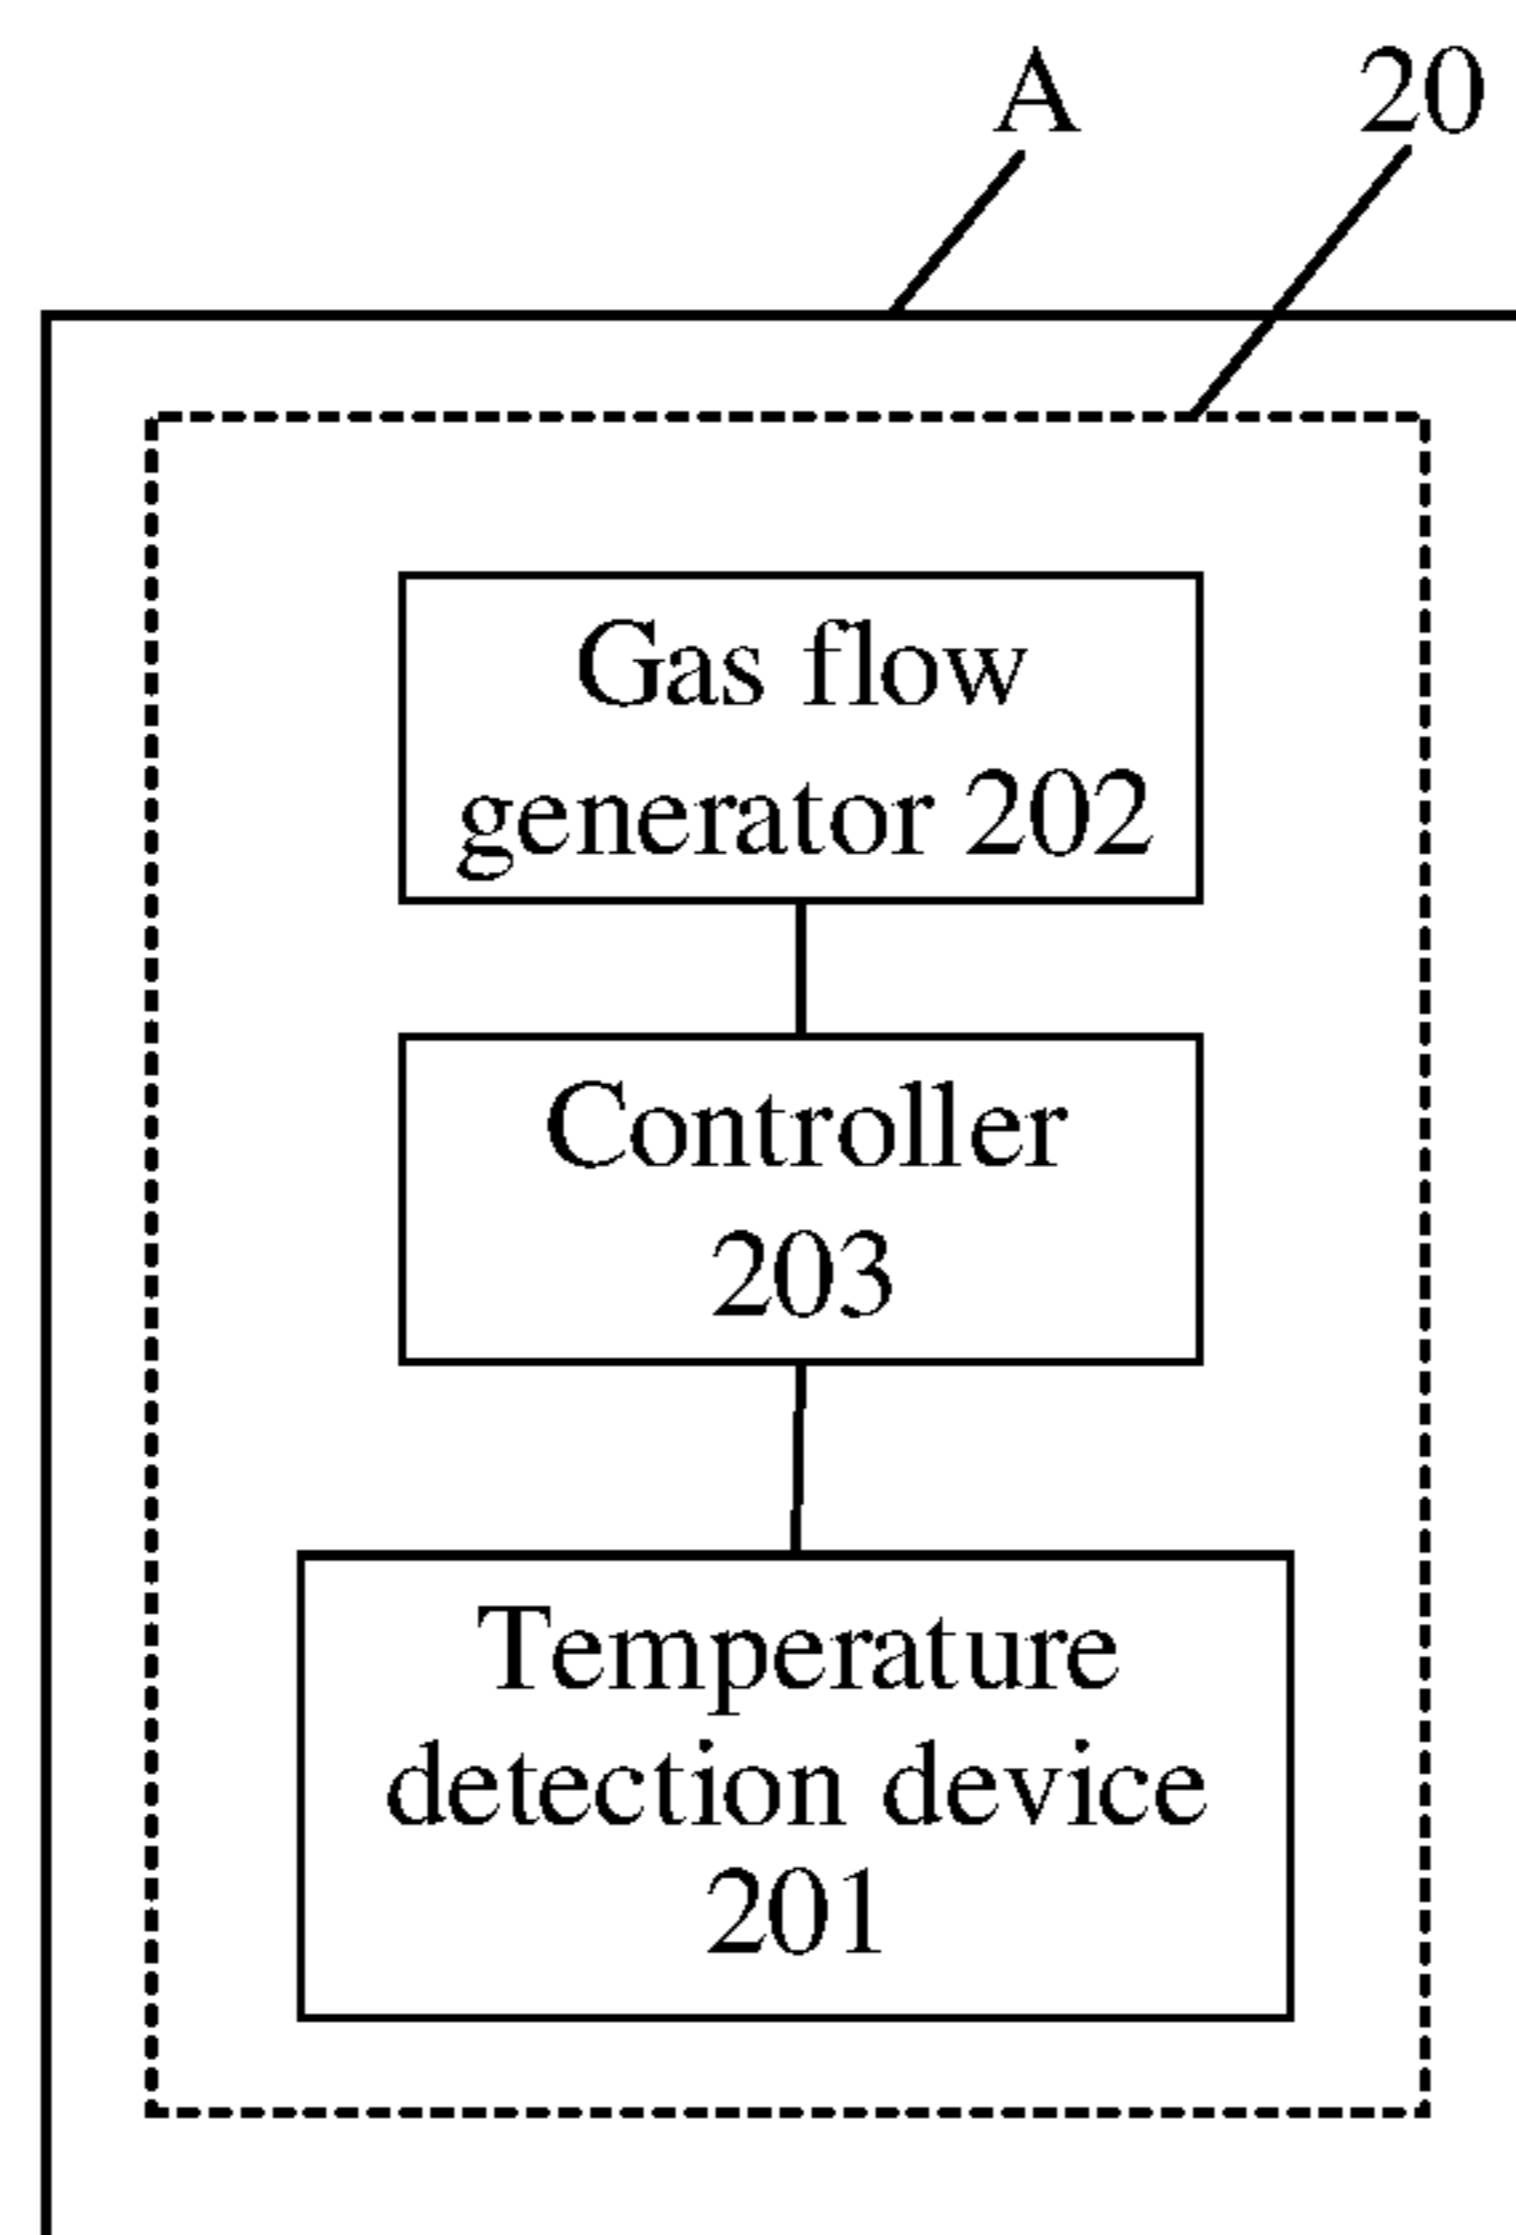 A 20
Gas flow
generator 202
Controller
203
Temperature
detection device
201